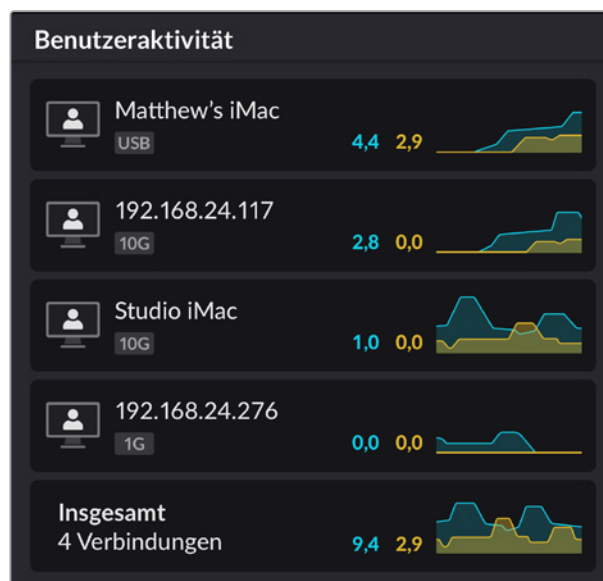 Benutzeraktivität
Matthew's iMac
USB
4,4 2,9
192.168.24.117
10G
2,8 0,0
Studio iMac
10G
1,0 0,0
192.168.24.276
1G
0,0 0,0
Insgesamt
4 Verbindungen
9,4 2,9